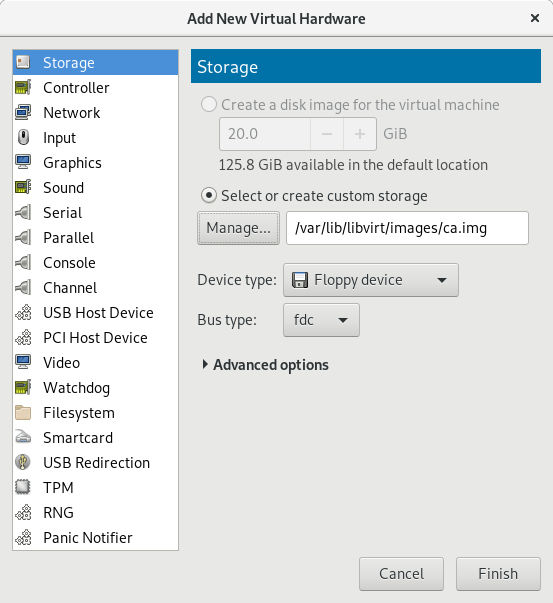 Add New Virtual Hardware
Storage
Controller
Network
Input
Graphics
Sound
Serial
Parallel
Console
Channel
USB Host Device
PCI Host Device
Video
Watchdog
Filesystem
Smartcard
USB Redirection
TPM
RNG
Panic Notifier
Storage
Create a disk image for the virtual machine
20.0 − + GiB
125.8 GiB available in the default location
Select or create custom storage
Manage... /var/lib/libvirt/images/ca.img
Device type: Floppy device
Bus type: fdc
Advanced options
Cancel Finish